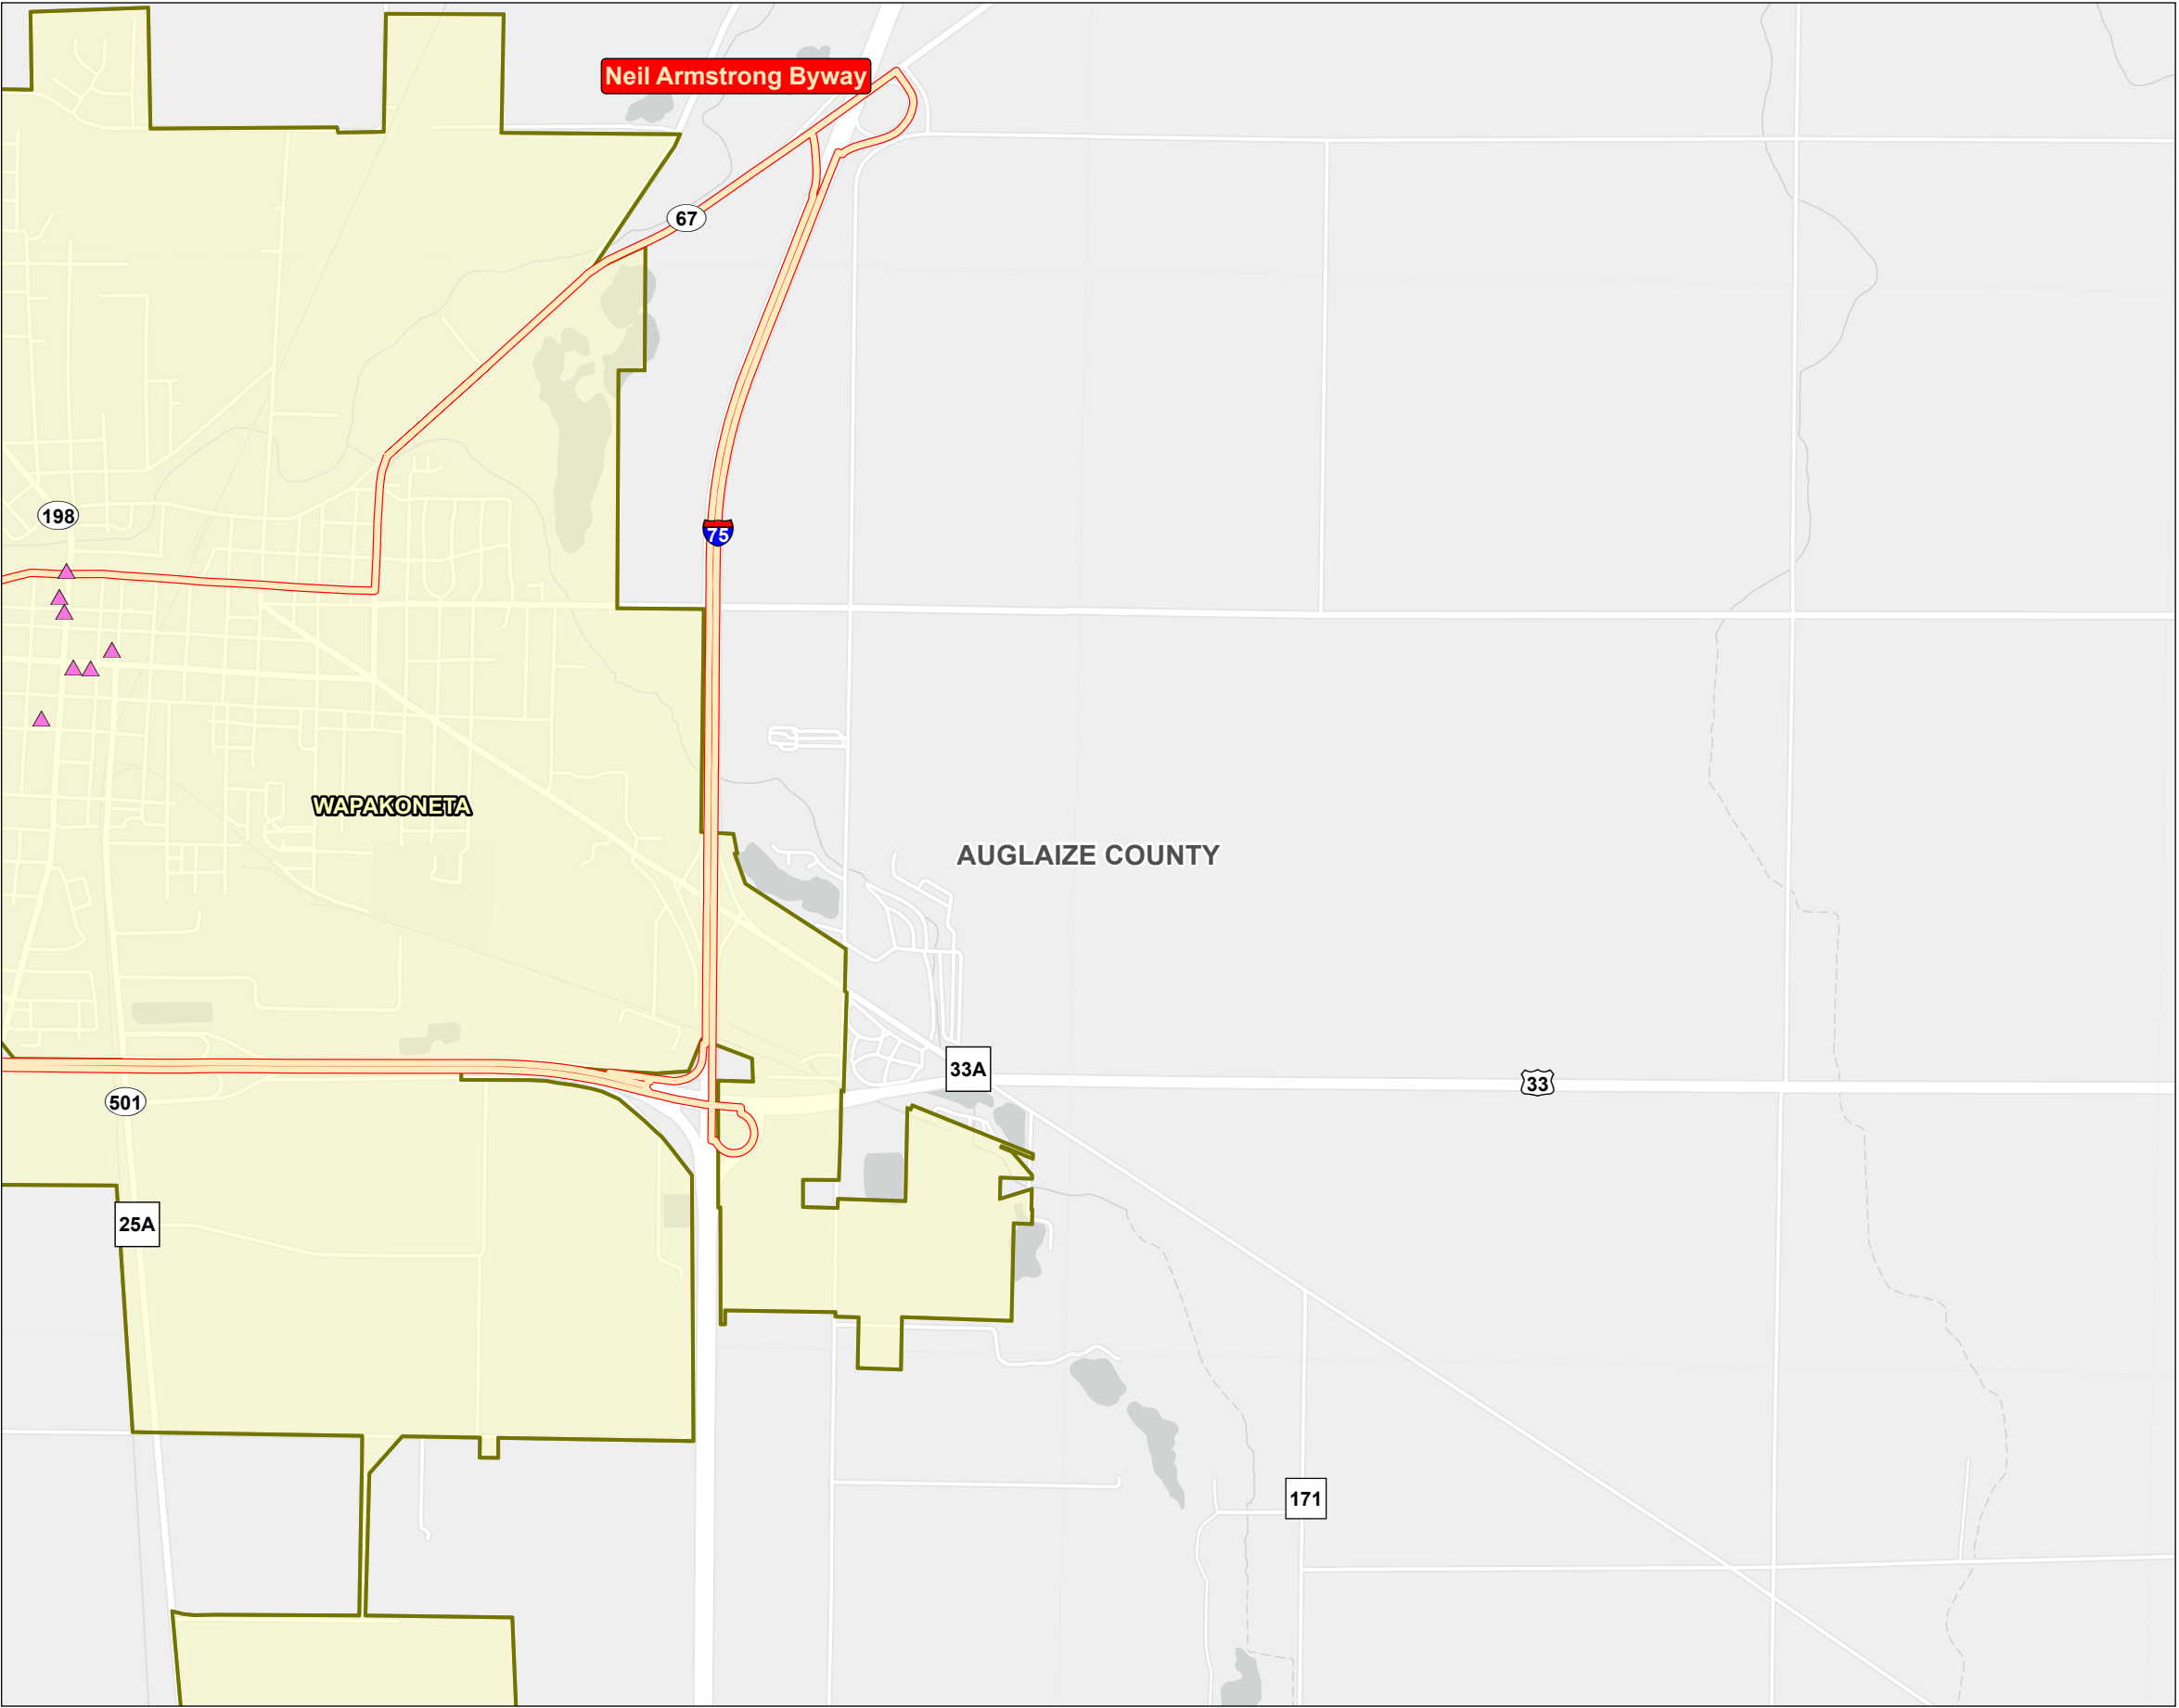 Neil Armstrong Byway
67
198
75
WAPAKONETA
AUGLAIZE COUNTY
33A
33
501
25A
171